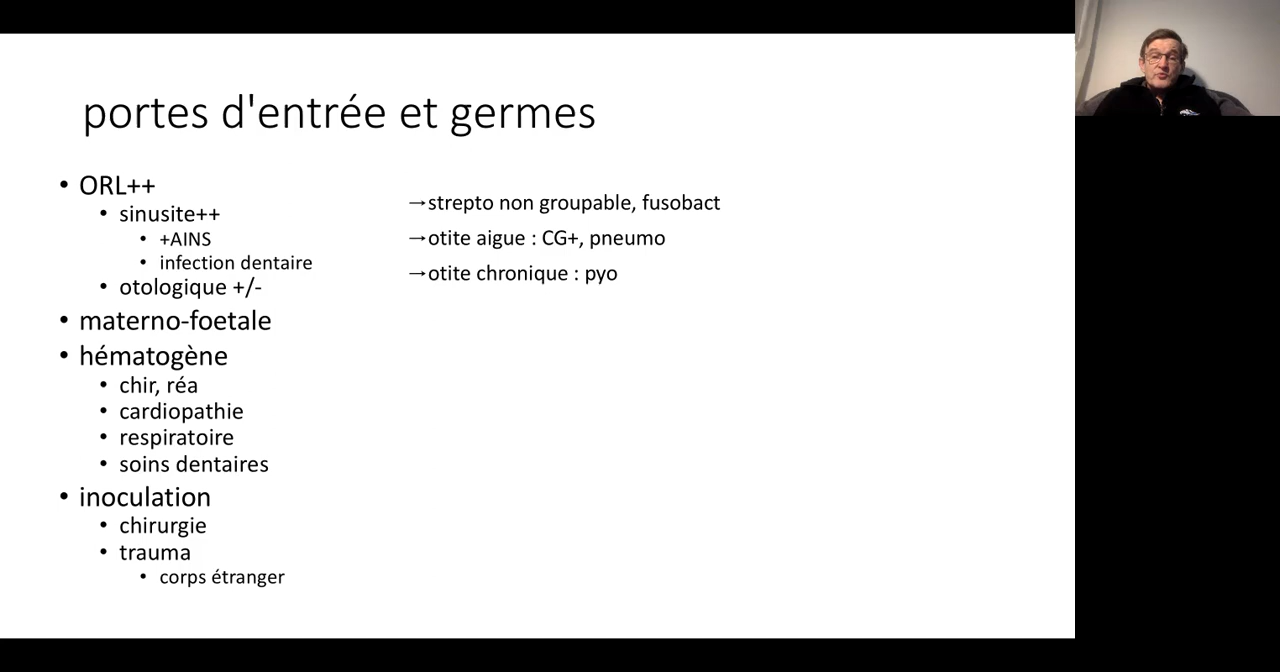 portes d'entrée et germes
• ORL++
• sinusite++
• +AINS
• infection dentaire
• otologique +/-
→strepto non groupable, fusobact
→otite aigue : CG+, pneumo
→otite chronique : pyo
• materno-foetale
• hématogène
• chir, réa
• cardiopathie
• respiratoire
• soins dentaires
• inoculation
• chirurgie
• trauma
• corps étranger